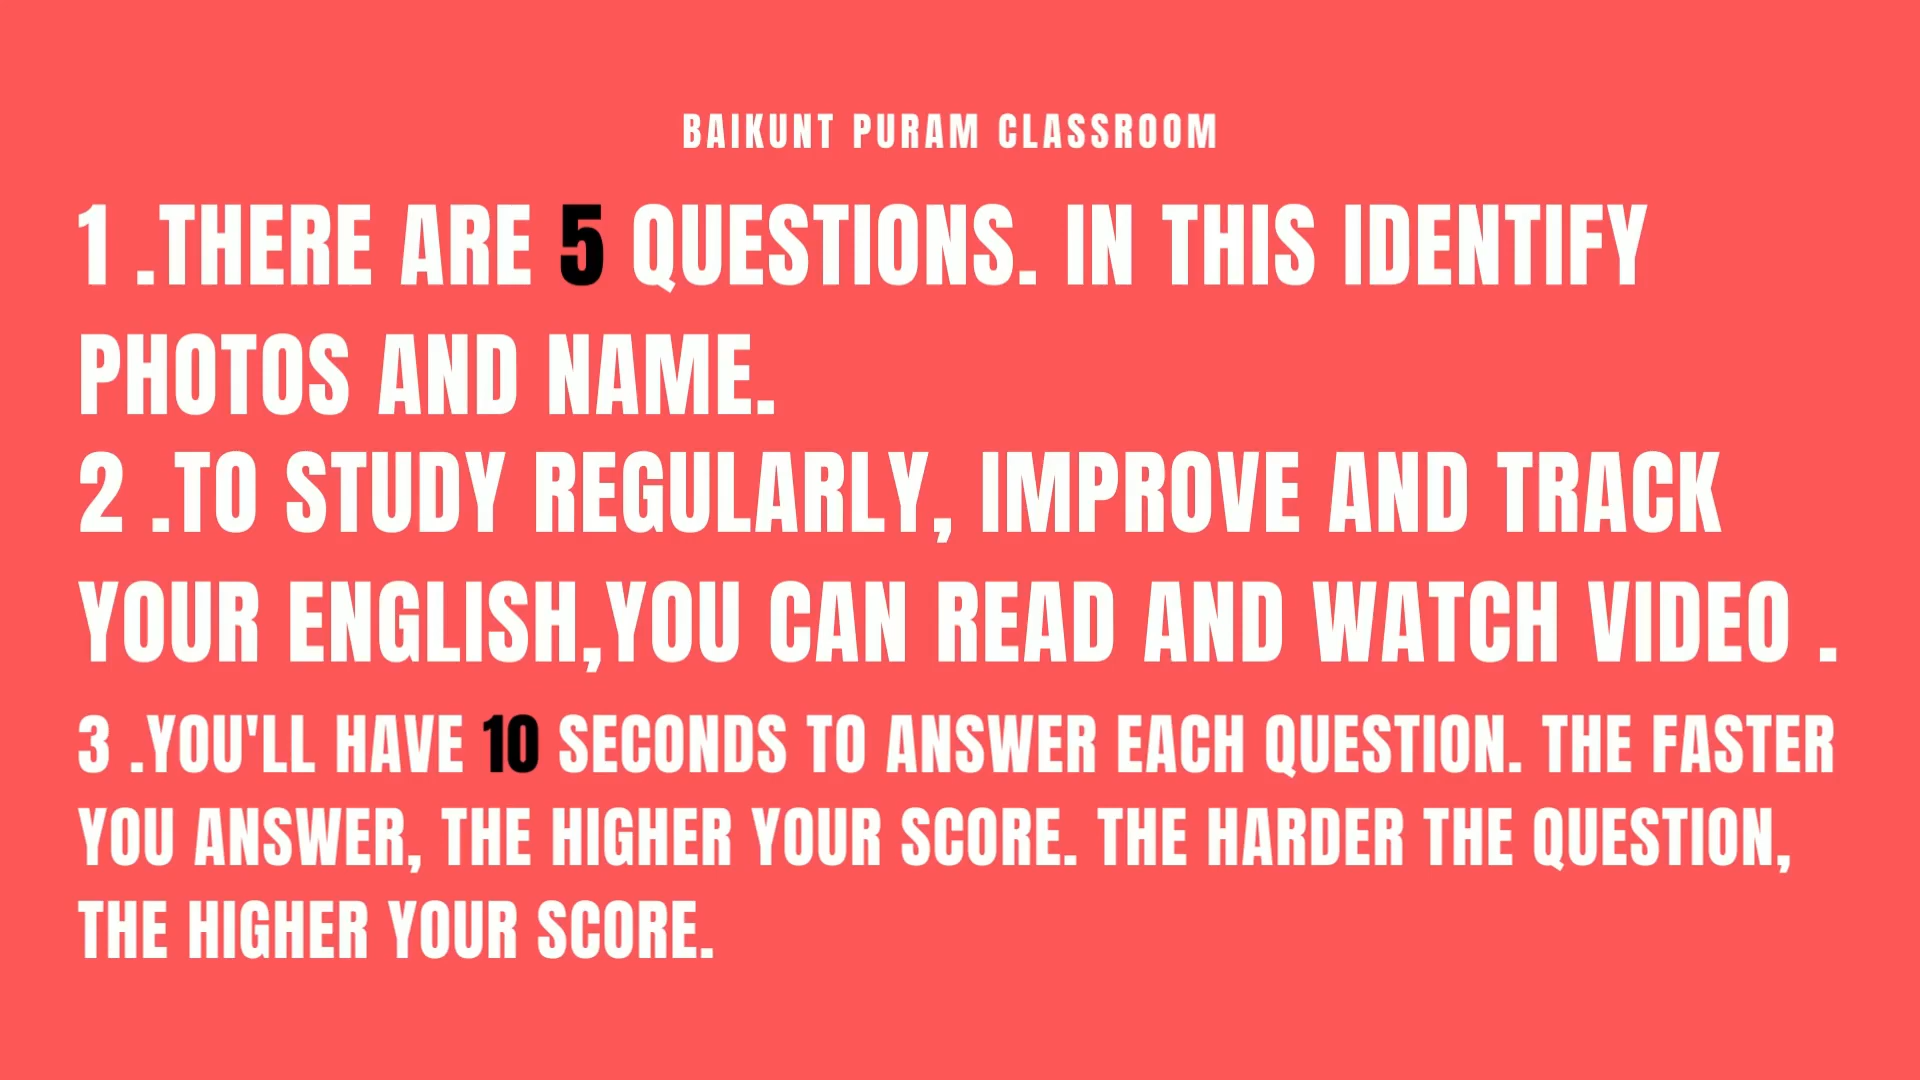 BAIKUNT PURAM CLASSROOM
1 .THERE ARE 5 QUESTIONS. IN THIS IDENTIFY
PHOTOS AND NAME.
2 .TO STUDY REGULARLY, IMPROVE AND TRACK
YOUR ENGLISH,YOU CAN READ AND WATCH VIDEO .
3 .YOU'LL HAVE 10 SECONDS TO ANSWER EACH QUESTION. THE FASTER
YOU ANSWER, THE HIGHER YOUR SCORE. THE HARDER THE QUESTION,
THE HIGHER YOUR SCORE.